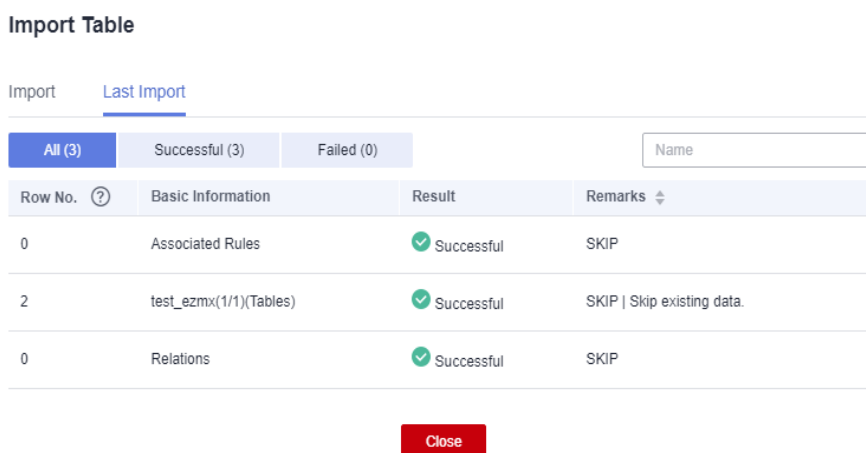 Import Table
Import Last Import
All (3) Successful (3) Failed (0) Name
Row No. ? Basic Information Result Remarks
0 Associated Rules Successful SKIP
2 test_ezmx(1/1)(Tables) Successful SKIP | Skip existing data.
0 Relations Successful SKIP
Close